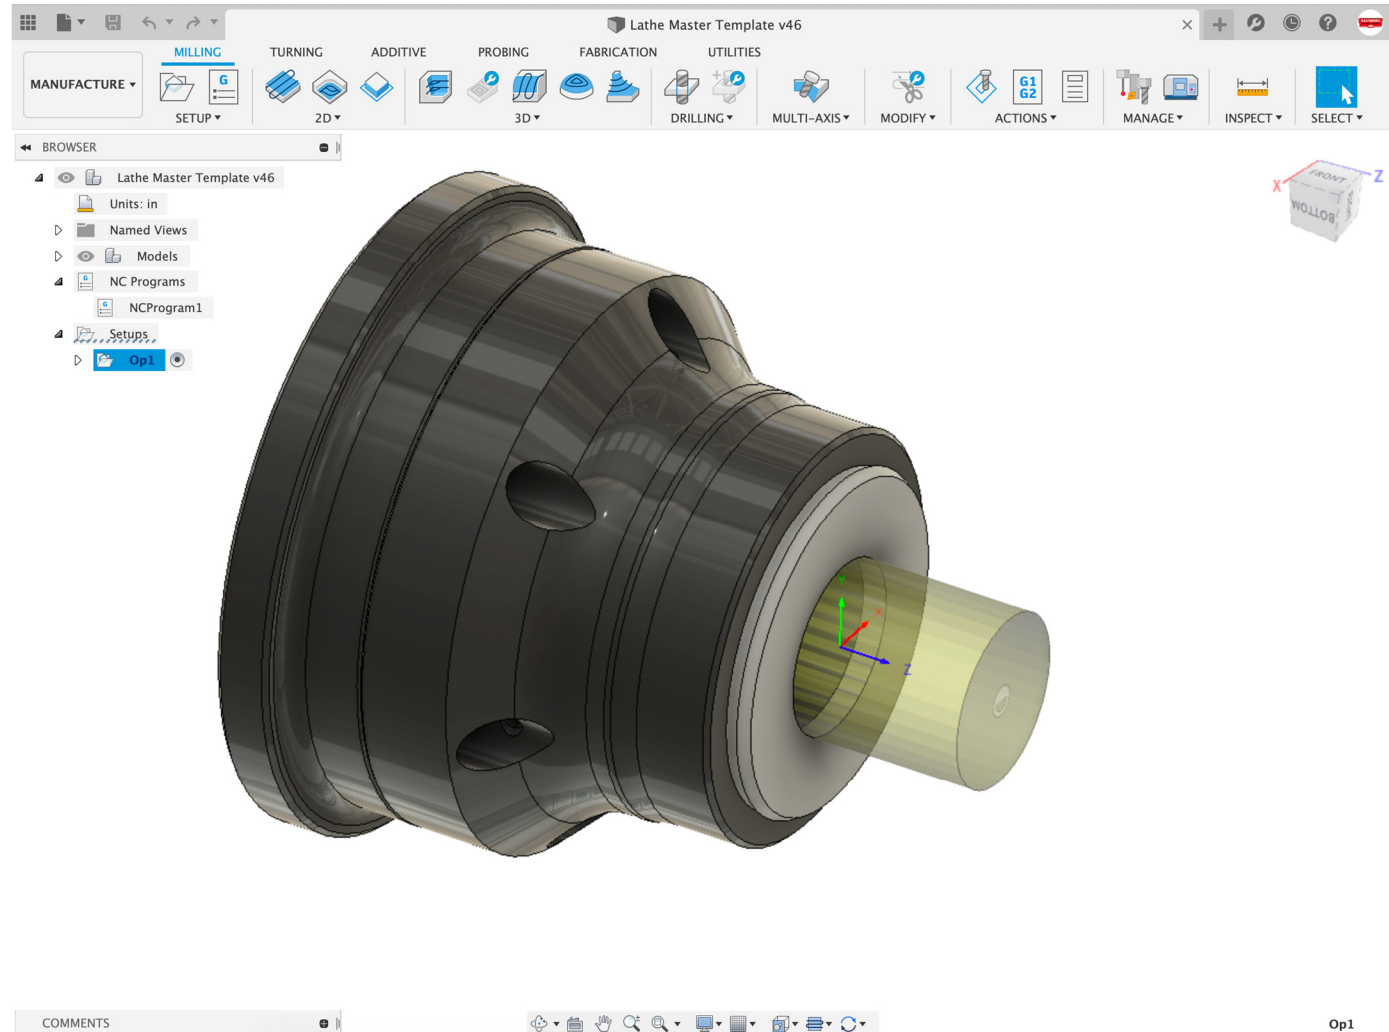 Lathe Master Template v46
MILLING TURNING ADDITIVE PROBING FABRICATION UTILITIES
MANUFACTURE
G
G1
G2
SETUP 2D 3D DRILLING MULTI-AXIS MODIFY ACTIONS MANAGE INSPECT SELECT
BROWSER
Lathe Master Template v46
Units: in
Named Views
Models
G NC Programs
G NCProgram1
Setups
Op1
FRONT
X
Z
BOTTOM
Y
X
Z
COMMENTS
Op1